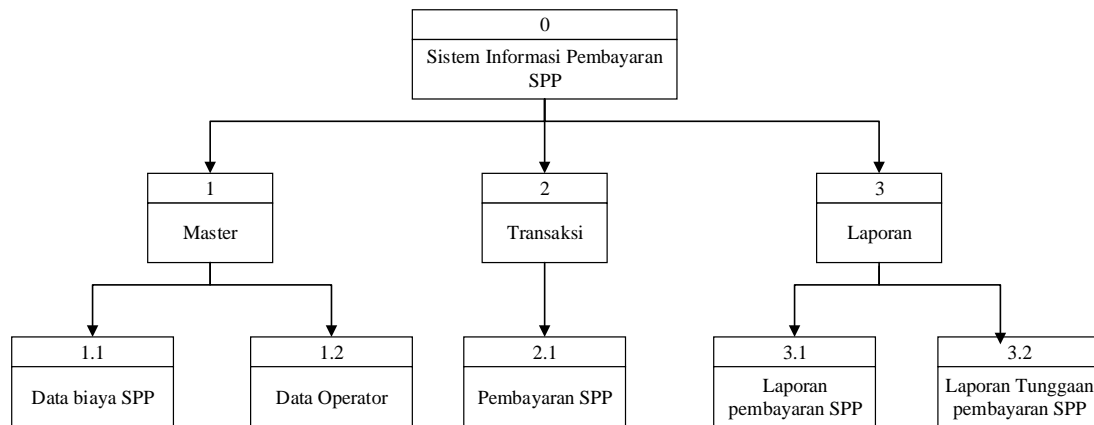 0
Sistem Informasi Pembayaran
SPP
1
Master
2
Transaksi
3
Laporan
1.1
Data biaya SPP
1.2
Data Operator
2.1
Pembayaran SPP
3.1
Laporan
pembayaran SPP
3.2
Laporan Tunggaan
pembayaran SPP